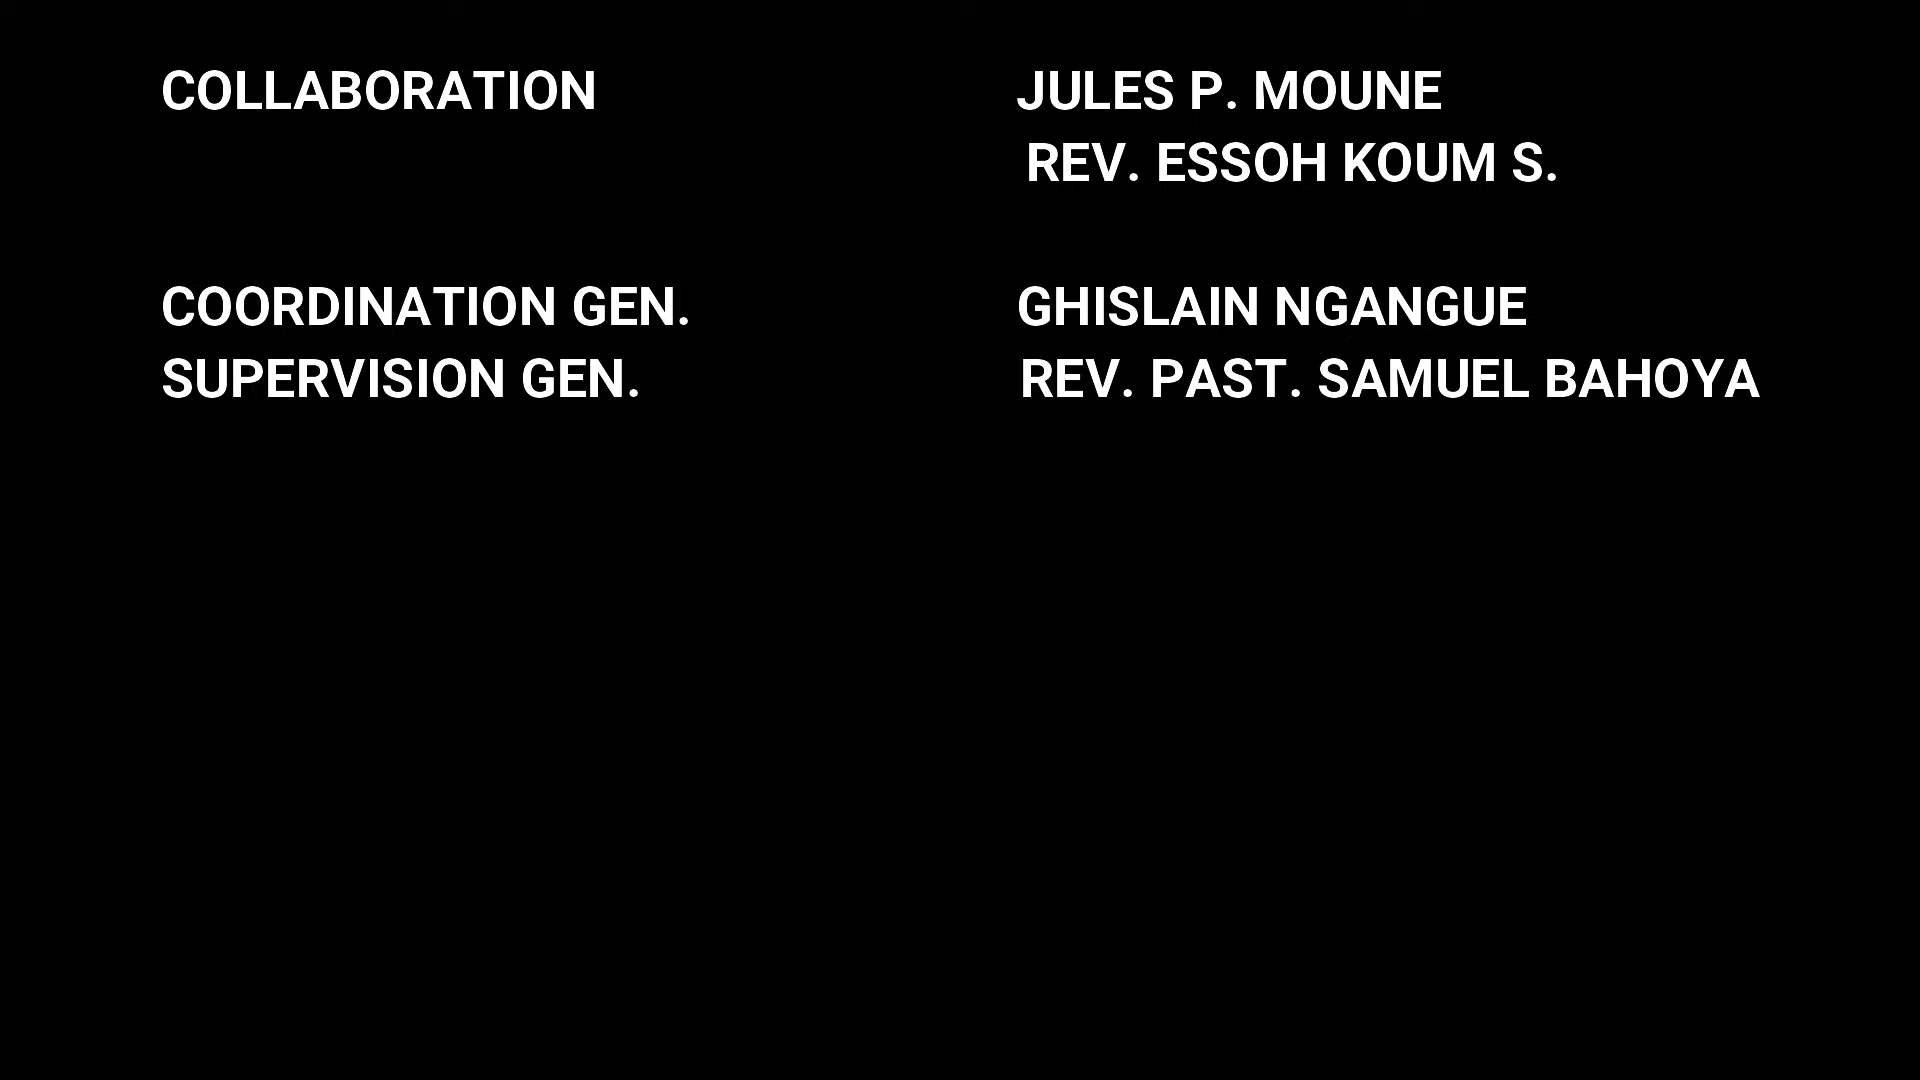 COLLABORATION JULES P. MOUNE
REV. ESSOH KOUM S.
COORDINATION GEN. GHISLAIN NGANGUE
SUPERVISION GEN. REV. PAST. SAMUEL BAHOYA